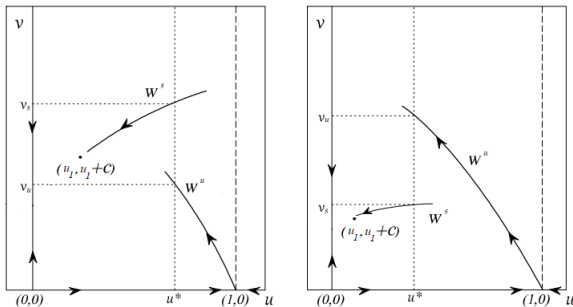 v
W^s
v_s
(u_1, u_1+c)
v_u
W^u
(0,0)
u*
(1,0)
u
v
v_u
W^u
v_s
W^s
(u_1, u_1+c)
(0,0)
u*
(1,0)
u